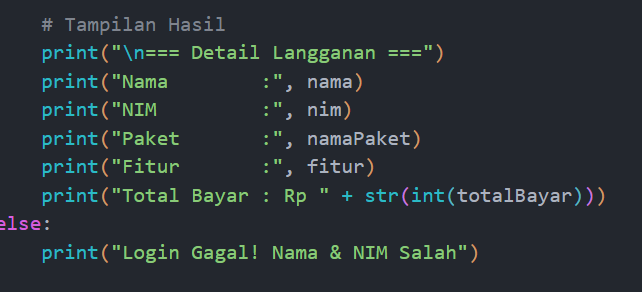 # Tampilan Hasil
print("\n=== Detail Langganan ===")
print("Nama        :", nama)
print("NIM         :", nim)
print("Paket       :", namaPaket)
print("Fitur       :", fitur)
print("Total Bayar : Rp " + str(int(totalBayar)))
else:
print("Login Gagal! Nama & NIM Salah")